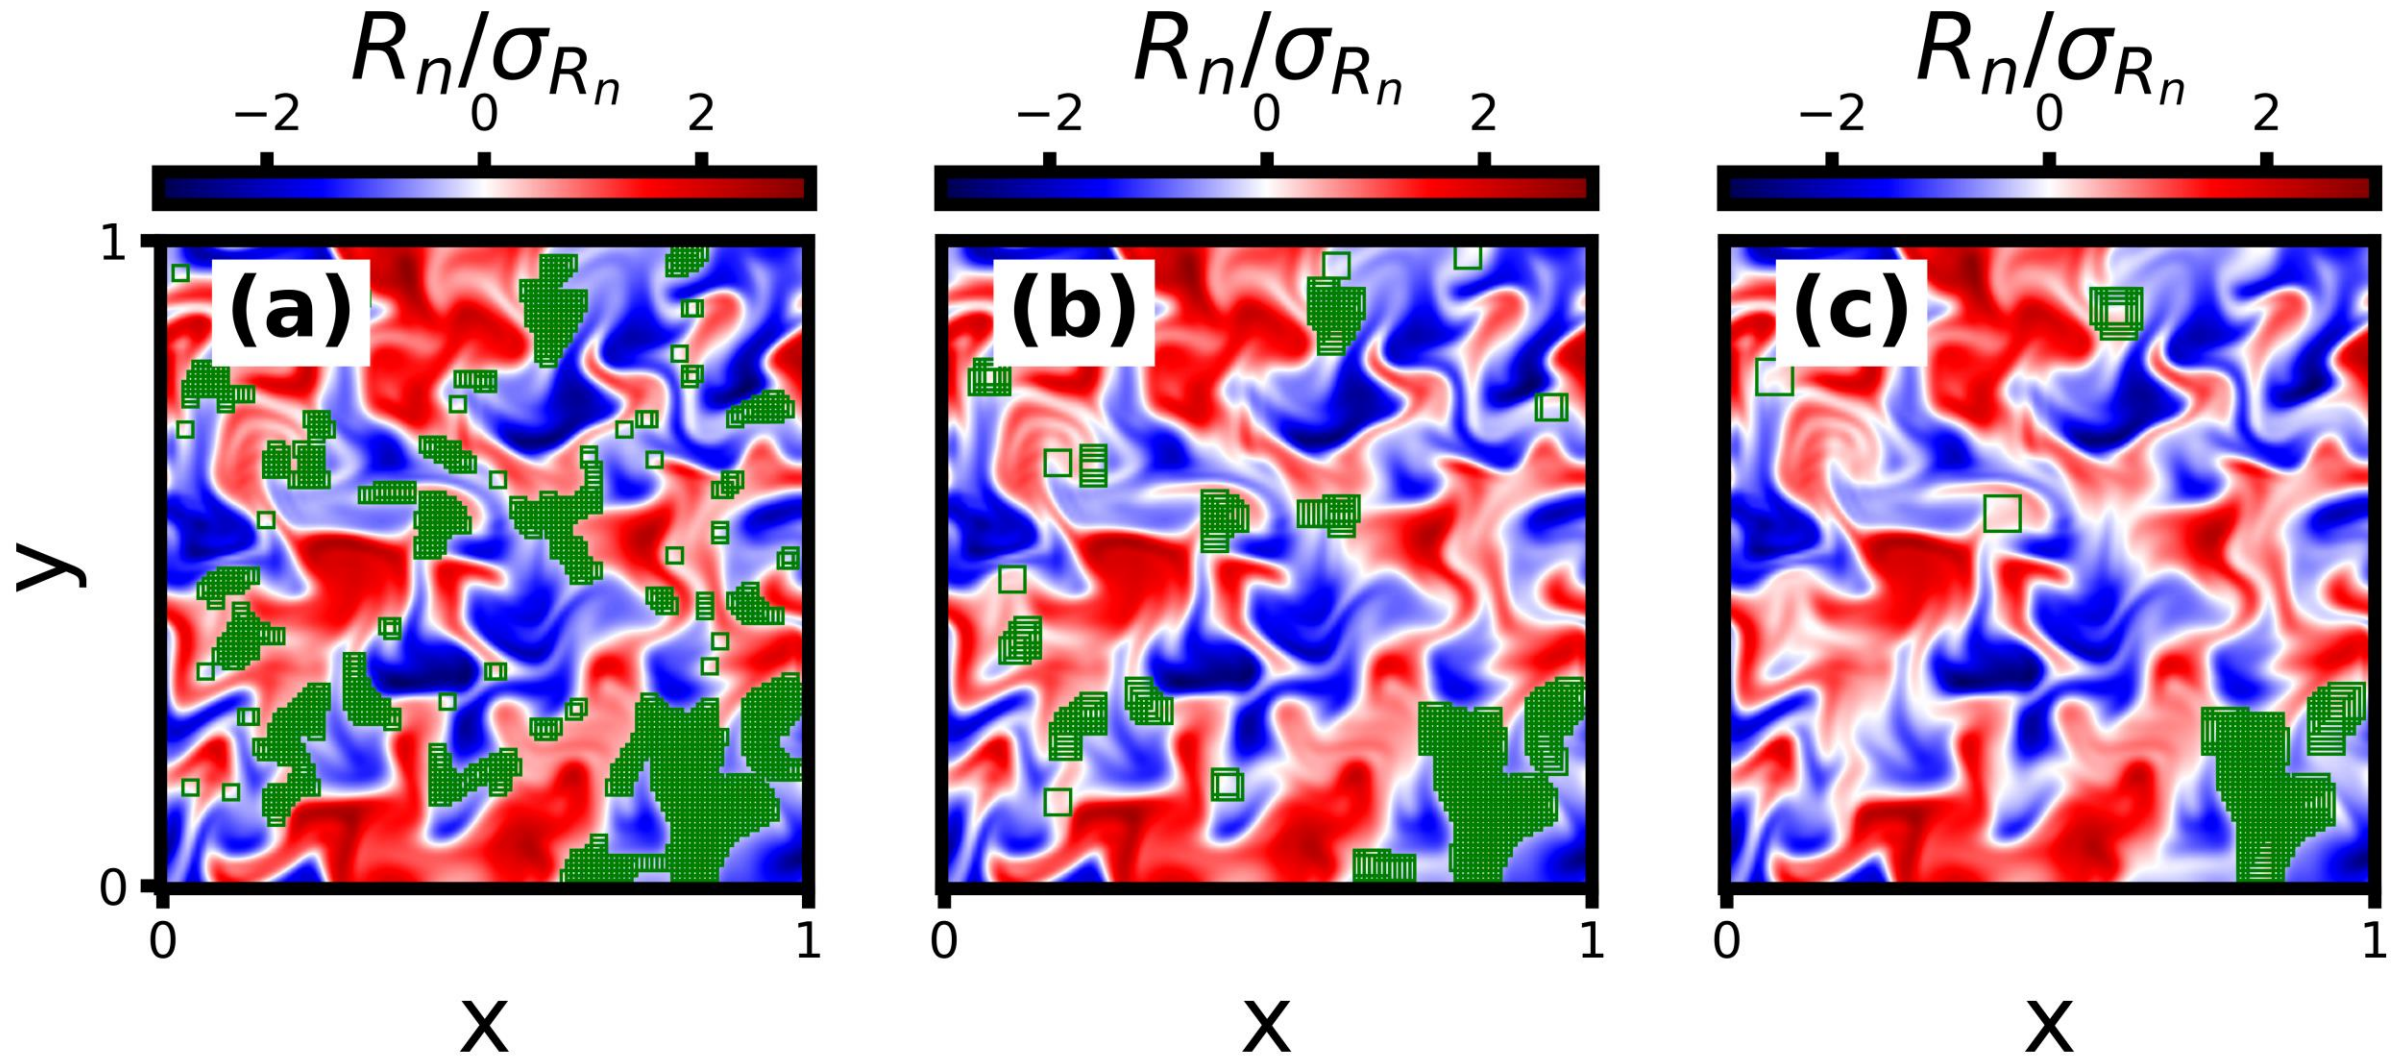 R_n/σ_{R_n} R_n/σ_{R_n} R_n/σ_{R_n}
−2 0 2 −2 0 2 −2 0 2
1
(a) (b) (c)
y
0
0 1 0 1 0 1
x x x